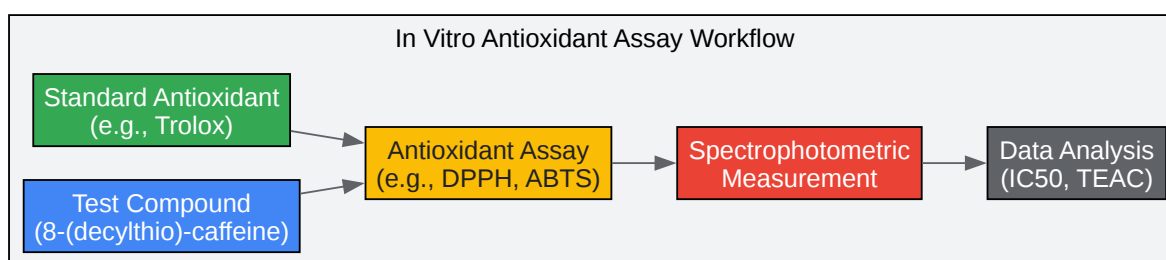 In Vitro Antioxidant Assay Workflow
Standard Antioxidant
(e.g., Trolox)
Test Compound
(8-(decylthio)-caffeine)
Antioxidant Assay
(e.g., DPPH, ABTS)
Spectrophotometric
Measurement
Data Analysis
(IC50, TEAC)